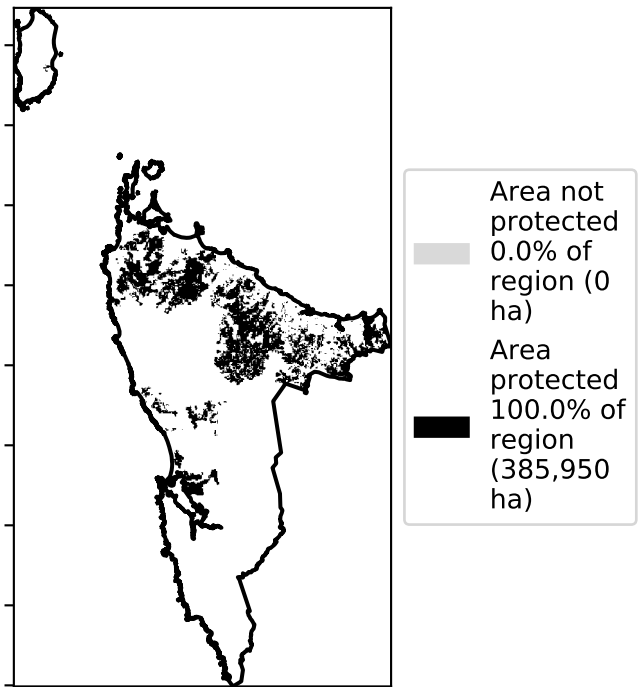 Area not
protected
0.0% of
region (0
ha)
Area
protected
100.0% of
region
(385,950
ha)